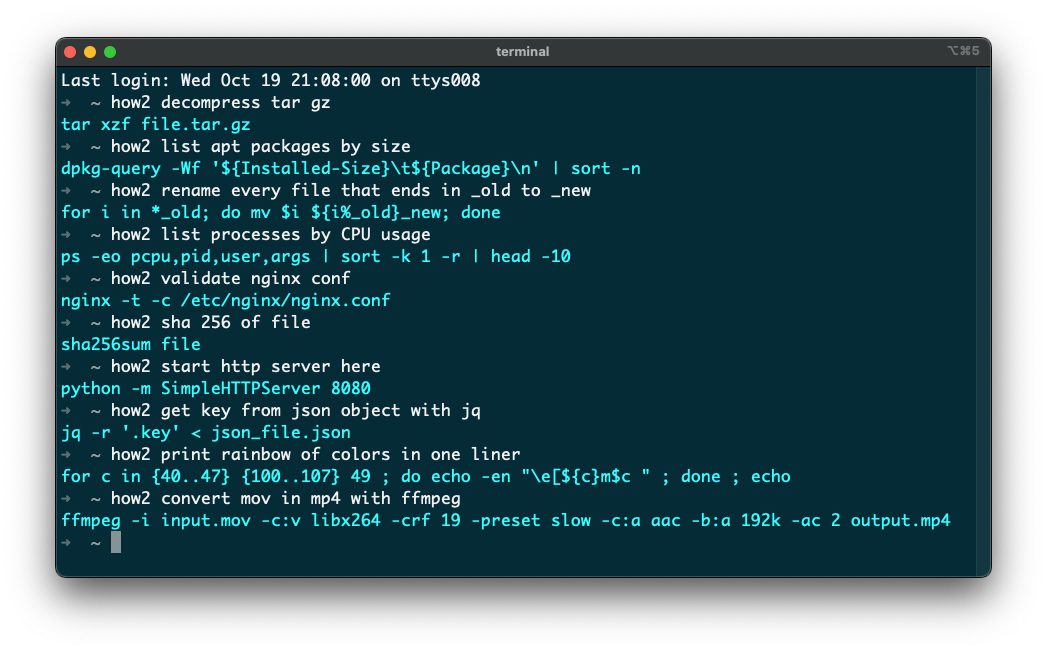 terminal
⌥⌘5
Last login: Wed Oct 19 21:08:00 on ttys008
➜  ~ how2 decompress tar gz
tar xzf file.tar.gz
➜  ~ how2 list apt packages by size
dpkg-query -Wf '${Installed-Size}\t${Package}\n' | sort -n
➜  ~ how2 rename every file that ends in _old to _new
for i in *_old; do mv $i ${i%_old}_new; done
➜  ~ how2 list processes by CPU usage
ps -eo pcpu,pid,user,args | sort -k 1 -r | head -10
➜  ~ how2 validate nginx conf
nginx -t -c /etc/nginx/nginx.conf
➜  ~ how2 sha 256 of file
sha256sum file
➜  ~ how2 start http server here
python -m SimpleHTTPServer 8080
➜  ~ how2 get key from json object with jq
jq -r '.key' < json_file.json
➜  ~ how2 print rainbow of colors in one liner
for c in {40..47} {100..107} 49 ; do echo -en "\e[${c}m$c " ; done ; echo
➜  ~ how2 convert mov in mp4 with ffmpeg
ffmpeg -i input.mov -c:v libx264 -crf 19 -preset slow -c:a aac -b:a 192k -ac 2 output.mp4
➜  ~